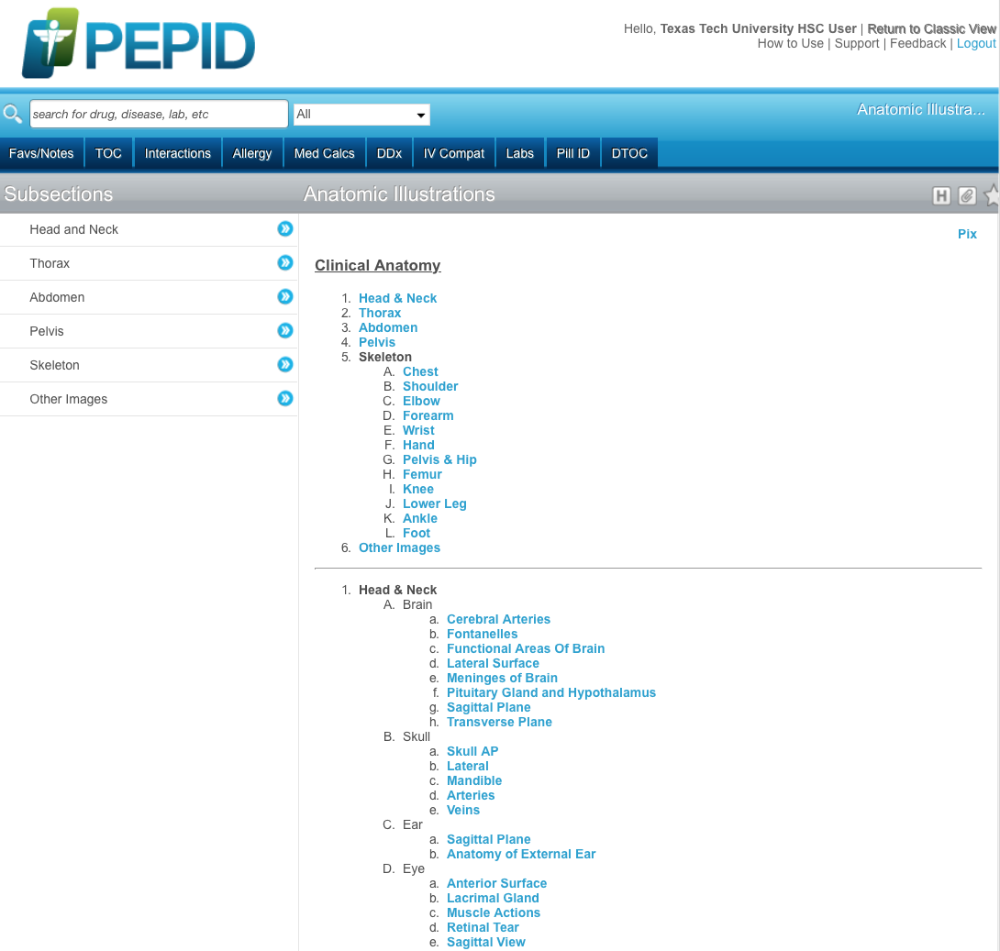 PEPID
Hello, Texas Tech University HSC User | Return to Classic View
How to Use | Support | Feedback | Logout
search for drug, disease, lab, etc
All
Anatomic Illustra...
Favs/Notes TOC Interactions Allergy Med Calcs DDx IV Compat Labs Pill ID DTOC
Subsections
Anatomic Illustrations
H
Head and Neck
Thorax
Abdomen
Pelvis
Skeleton
Other Images
Pix
Clinical Anatomy
1. Head & Neck
2. Thorax
3. Abdomen
4. Pelvis
5. Skeleton
A. Chest
B. Shoulder
C. Elbow
D. Forearm
E. Wrist
F. Hand
G. Pelvis & Hip
H. Femur
I. Knee
J. Lower Leg
K. Ankle
L. Foot
6. Other Images
1. Head & Neck
A. Brain
a. Cerebral Arteries
b. Fontanelles
c. Functional Areas Of Brain
d. Lateral Surface
e. Meninges of Brain
f. Pituitary Gland and Hypothalamus
g. Sagittal Plane
h. Transverse Plane
B. Skull
a. Skull AP
b. Lateral
c. Mandible
d. Arteries
e. Veins
C. Ear
a. Sagittal Plane
b. Anatomy of External Ear
D. Eye
a. Anterior Surface
b. Lacrimal Gland
c. Muscle Actions
d. Retinal Tear
e. Sagittal View